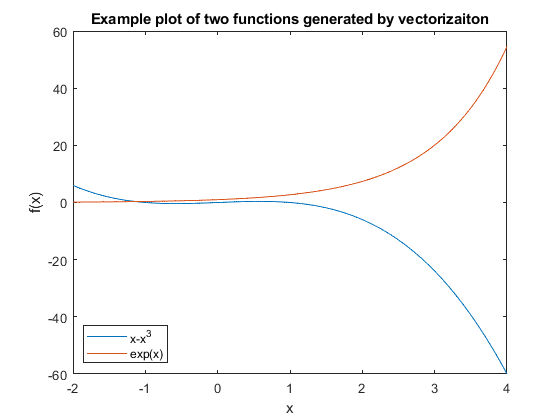 Example plot of two functions generated by vectorizaiton
60
40
20
0
-20
-40
-60
f(x)
x-x³
exp(x)
-2 -1 0 1 2 3 4
x